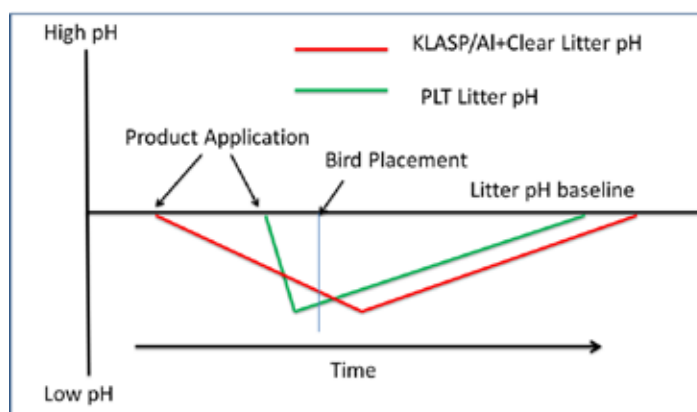 High pH
KLASP/Al+Clear Litter pH
PLT Litter pH
Product Application
Bird Placement
Litter pH baseline
Time
Low pH